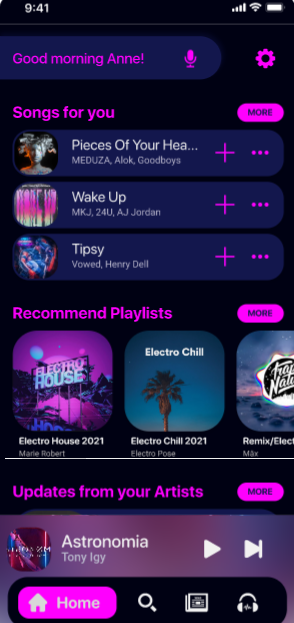 9:41
Good morning Anne!
Songs for you
MORE
Pieces Of Your Hea...
MEDUZA, Alok, Goodboys
Wake Up
MKJ, 24U, AJ Jordan
Tipsy
Vowed, Henry Dell
Recommend Playlists
MORE
ELECTRO
HOUSE
Electro Chill
Trap
Electro House 2021
Electro Chill 2021
Remix/Elect
Marie Robert
Electro Pose
Mäx
Updates from your Artists
MORE
Astronomia
Tony Igy
Home